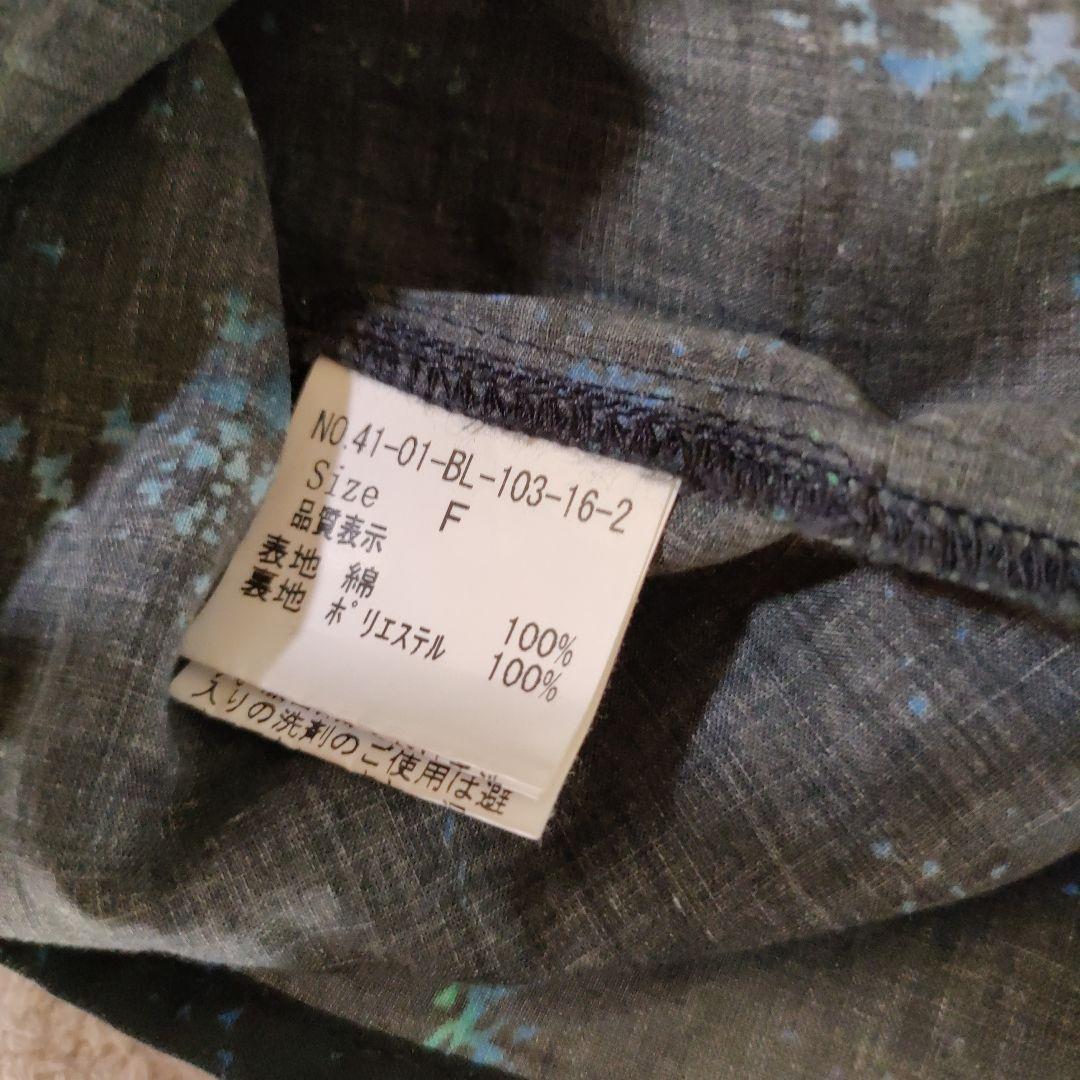 NO.41-01-BL-103-16-2
Size F
品質表示
表地 綿 100%
裏地 ポリエステル 100%
入りの洗剤のご使用は避